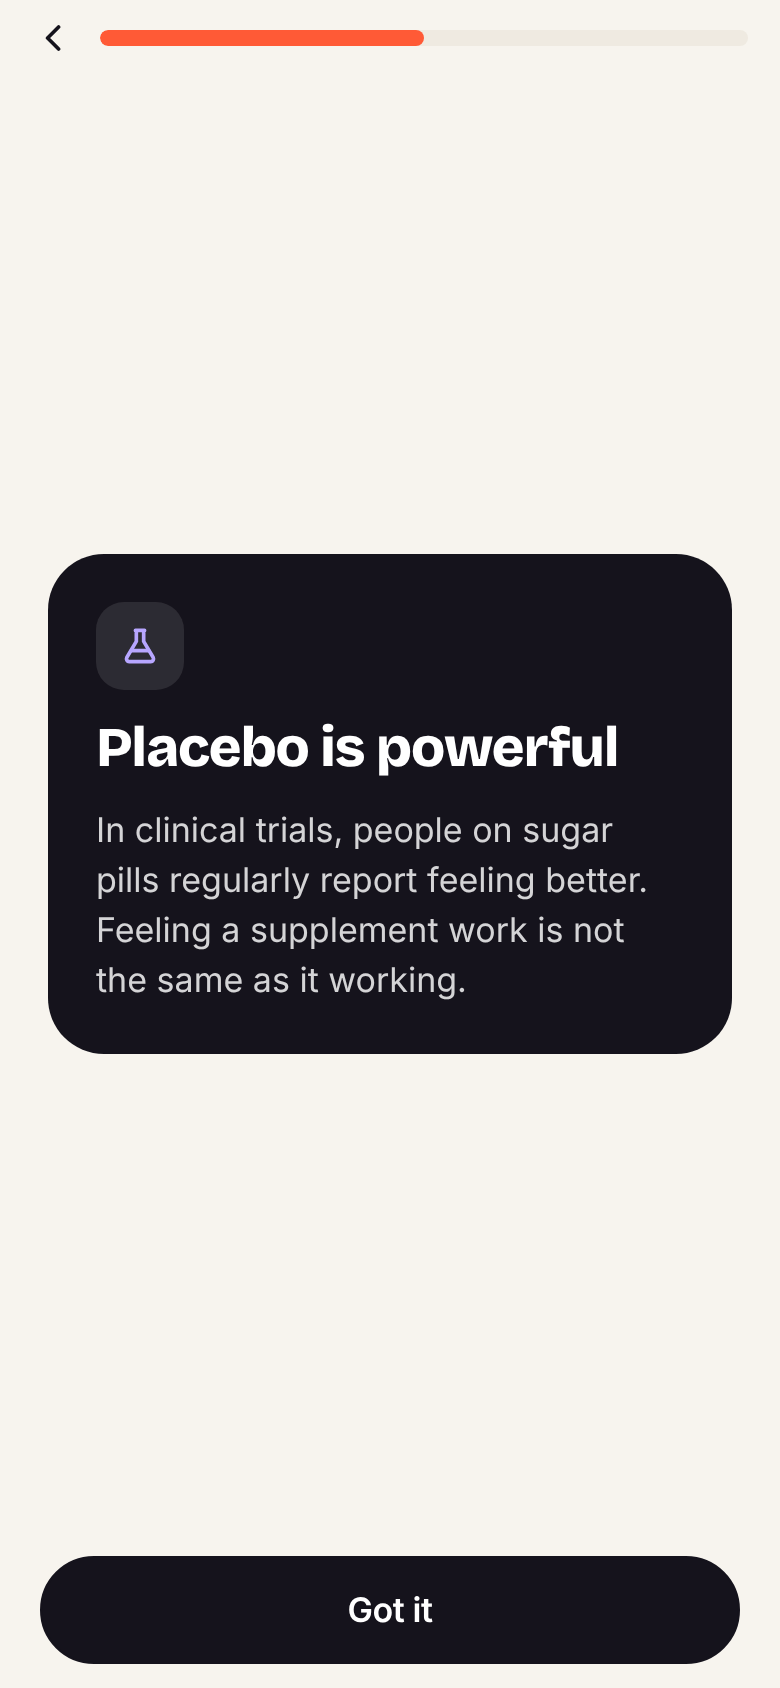 Placebo is powerful
In clinical trials, people on sugar
pills regularly report feeling better.
Feeling a supplement work is not
the same as it working.
Got it